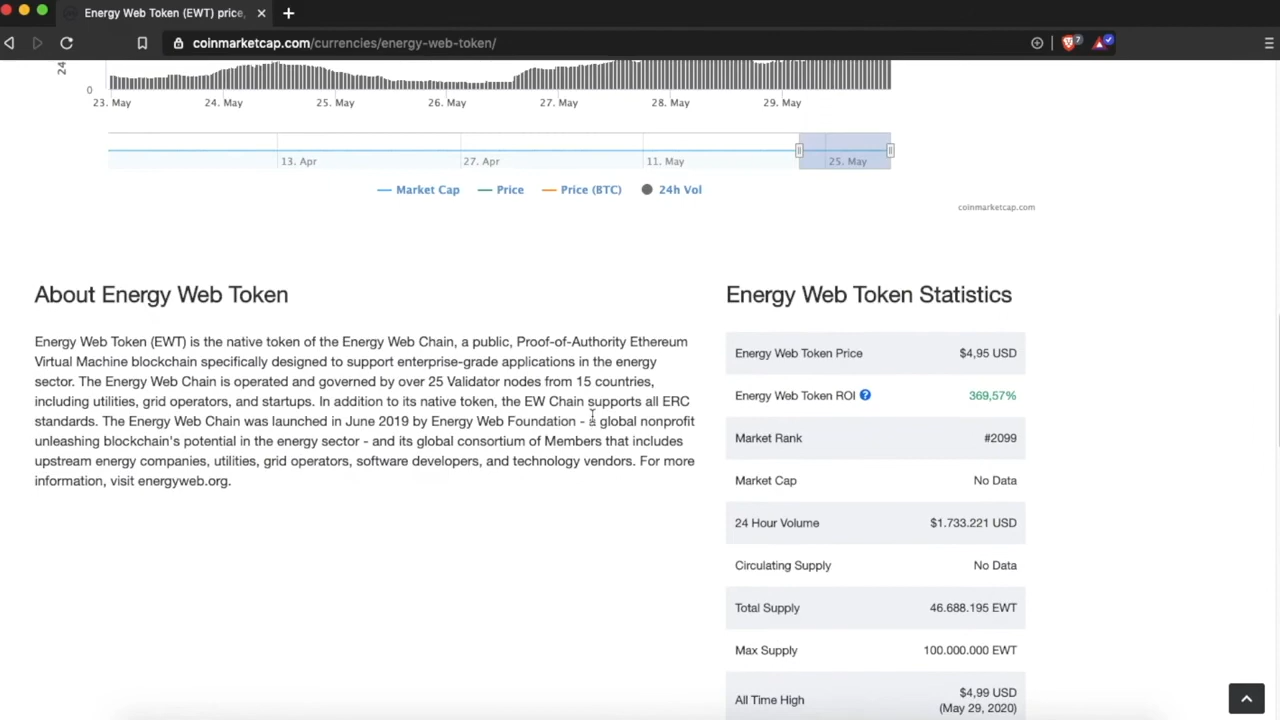 Energy Web Token (EWT) price,
coinmarketcap.com/currencies/energy-web-token/
7
24
0
23. May 24. May 25. May 26. May 27. May 28. May 29. May
13. Apr 27. Apr 11. May 25. May
Market Cap Price Price (BTC) 24h Vol
coinmarketcap.com
About Energy Web Token
Energy Web Token (EWT) is the native token of the Energy Web Chain, a public, Proof-of-Authority Ethereum
Virtual Machine blockchain specifically designed to support enterprise-grade applications in the energy
sector. The Energy Web Chain is operated and governed by over 25 Validator nodes from 15 countries,
including utilities, grid operators, and startups. In addition to its native token, the EW Chain supports all ERC
standards. The Energy Web Chain was launched in June 2019 by Energy Web Foundation - a global nonprofit
unleashing blockchain's potential in the energy sector - and its global consortium of Members that includes
upstream energy companies, utilities, grid operators, software developers, and technology vendors. For more
information, visit energyweb.org.
Energy Web Token Statistics
Energy Web Token Price $4,95 USD
Energy Web Token ROI ? 369,57%
Market Rank #2099
Market Cap No Data
24 Hour Volume $1.733.221 USD
Circulating Supply No Data
Total Supply 46.688.195 EWT
Max Supply 100.000.000 EWT
All Time High $4,99 USD
(May 29, 2020)